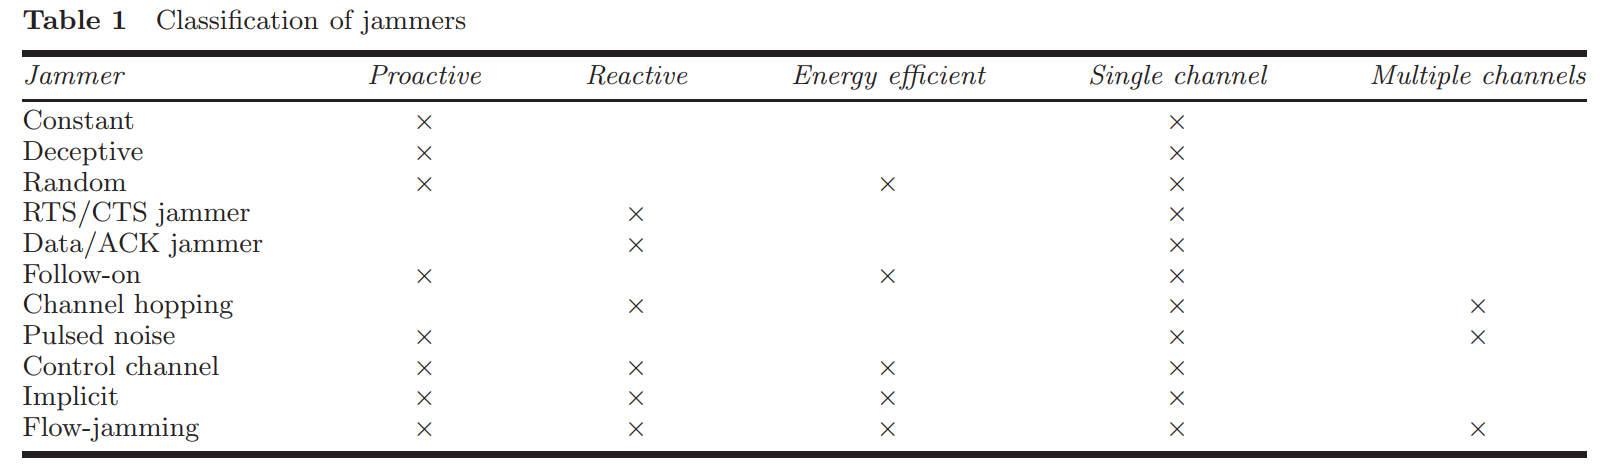 Table 1 Classification of jammers
Jammer Proactive Reactive Energy efficient Single channel Multiple channels
Constant × ×
Deceptive × ×
Random × × ×
RTS/CTS jammer × ×
Data/ACK jammer × ×
Follow-on × × ×
Channel hopping × × ×
Pulsed noise × × ×
Control channel × × × ×
Implicit × × × ×
Flow-jamming × × × × ×